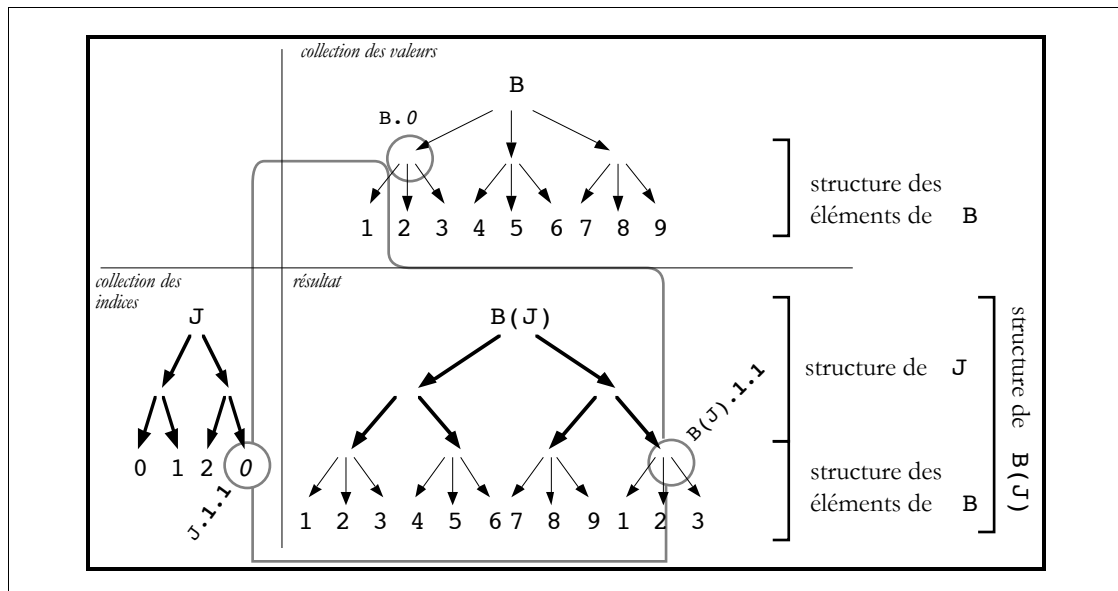 collection des valeurs
B
B.0
structure des
éléments de B
1 2 3 4 5 6 7 8 9
collection des
indices
résultat
J
B(J)
structure de J
structure de B(J)
B(J).1.1
0 1 2 0
J.1.1
structure des
éléments de B
1 2 3 4 5 6 7 8 9 1 2 3